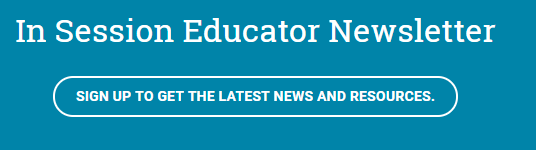 In Session Educator Newsletter
SIGN UP TO GET THE LATEST NEWS AND RESOURCES.